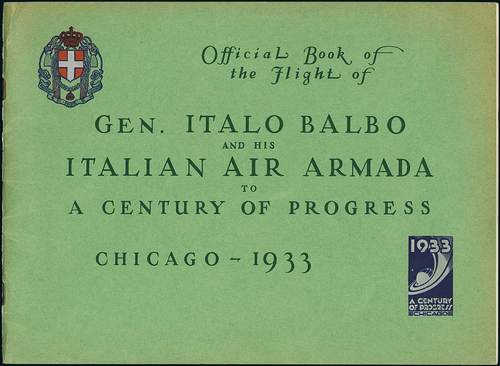 Official Book of
the Flight of
GEN. ITALO BALBO
AND HIS
ITALIAN AIR ARMADA
TO
A CENTURY OF PROGRESS
CHICAGO - 1933
1933
A CENTURY
OF PROGRESS
CHICAGO